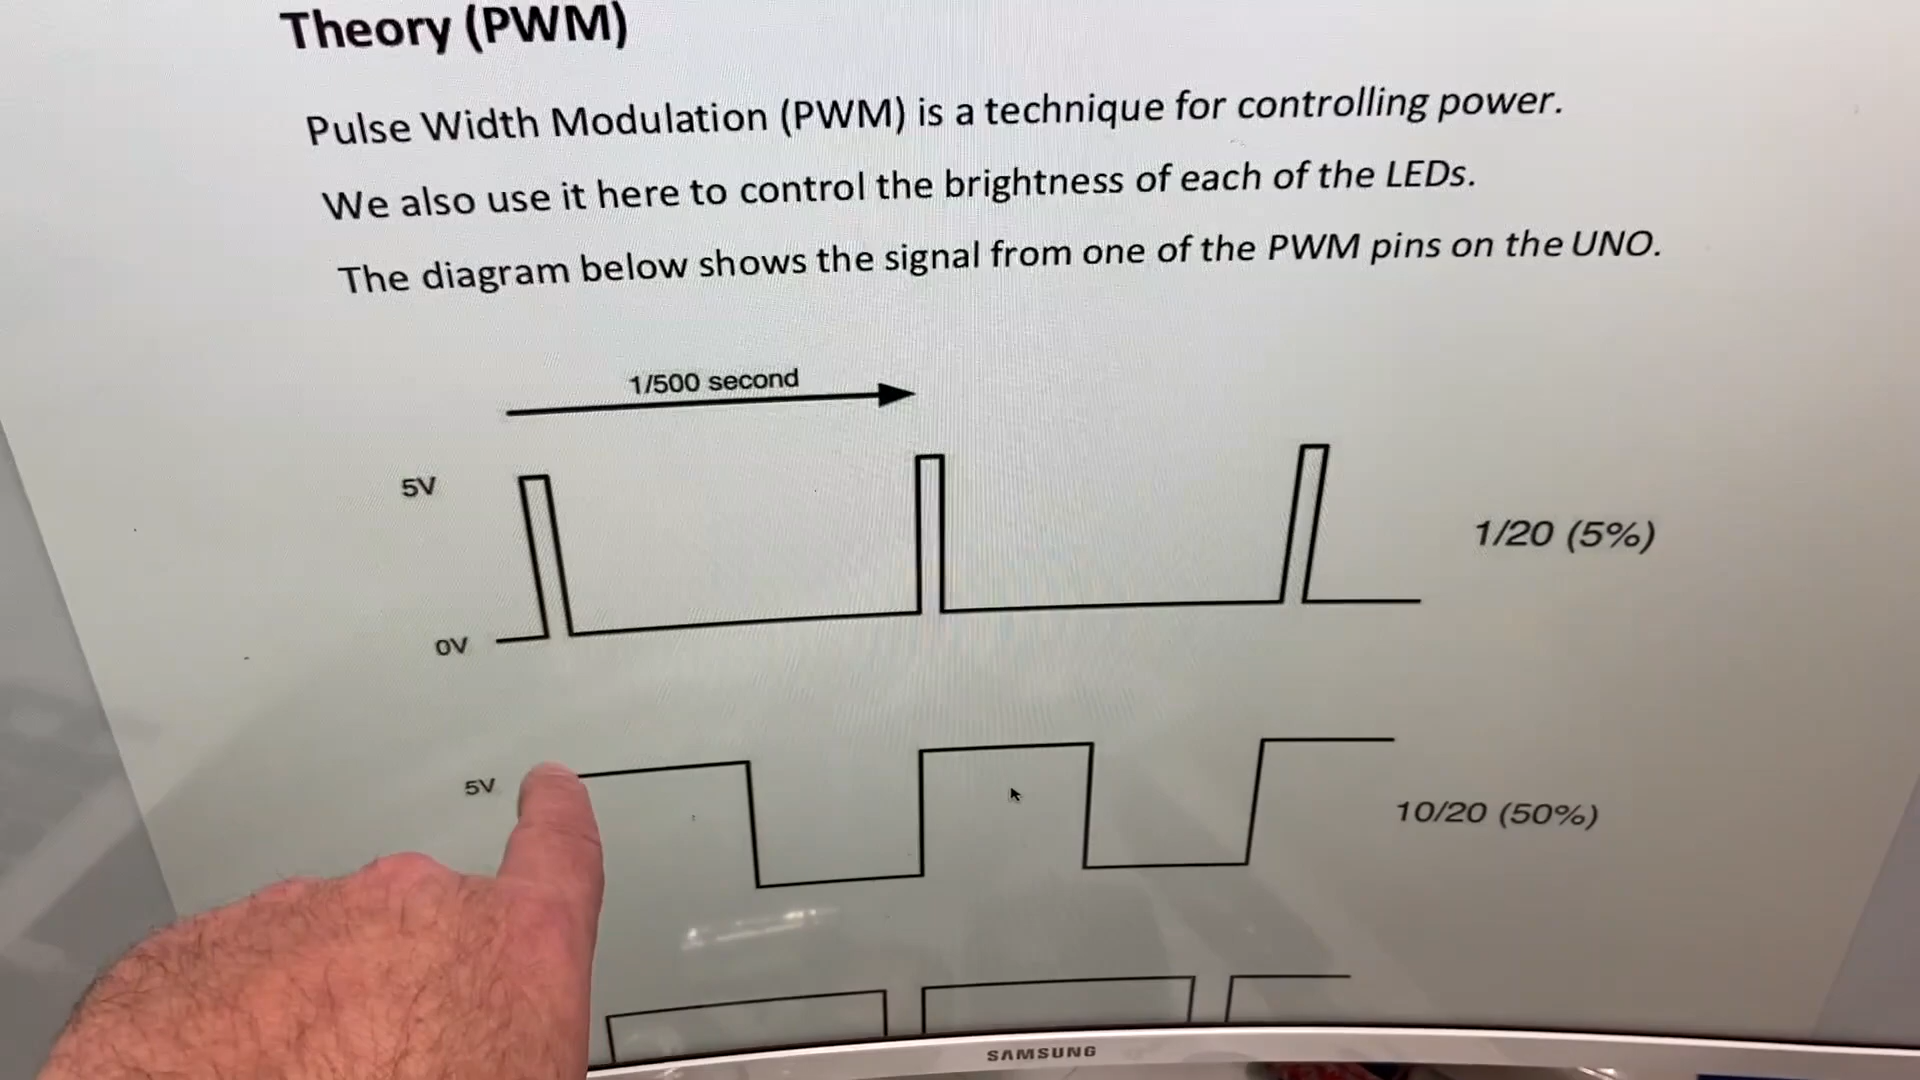 Theory (PWM)
Pulse Width Modulation (PWM) is a technique for controlling power.
We also use it here to control the brightness of each of the LEDs.
The diagram below shows the signal from one of the PWM pins on the UNO.
1/500 second
5V
1/20 (5%)
0V
5V
10/20 (50%)
SAMSUNG